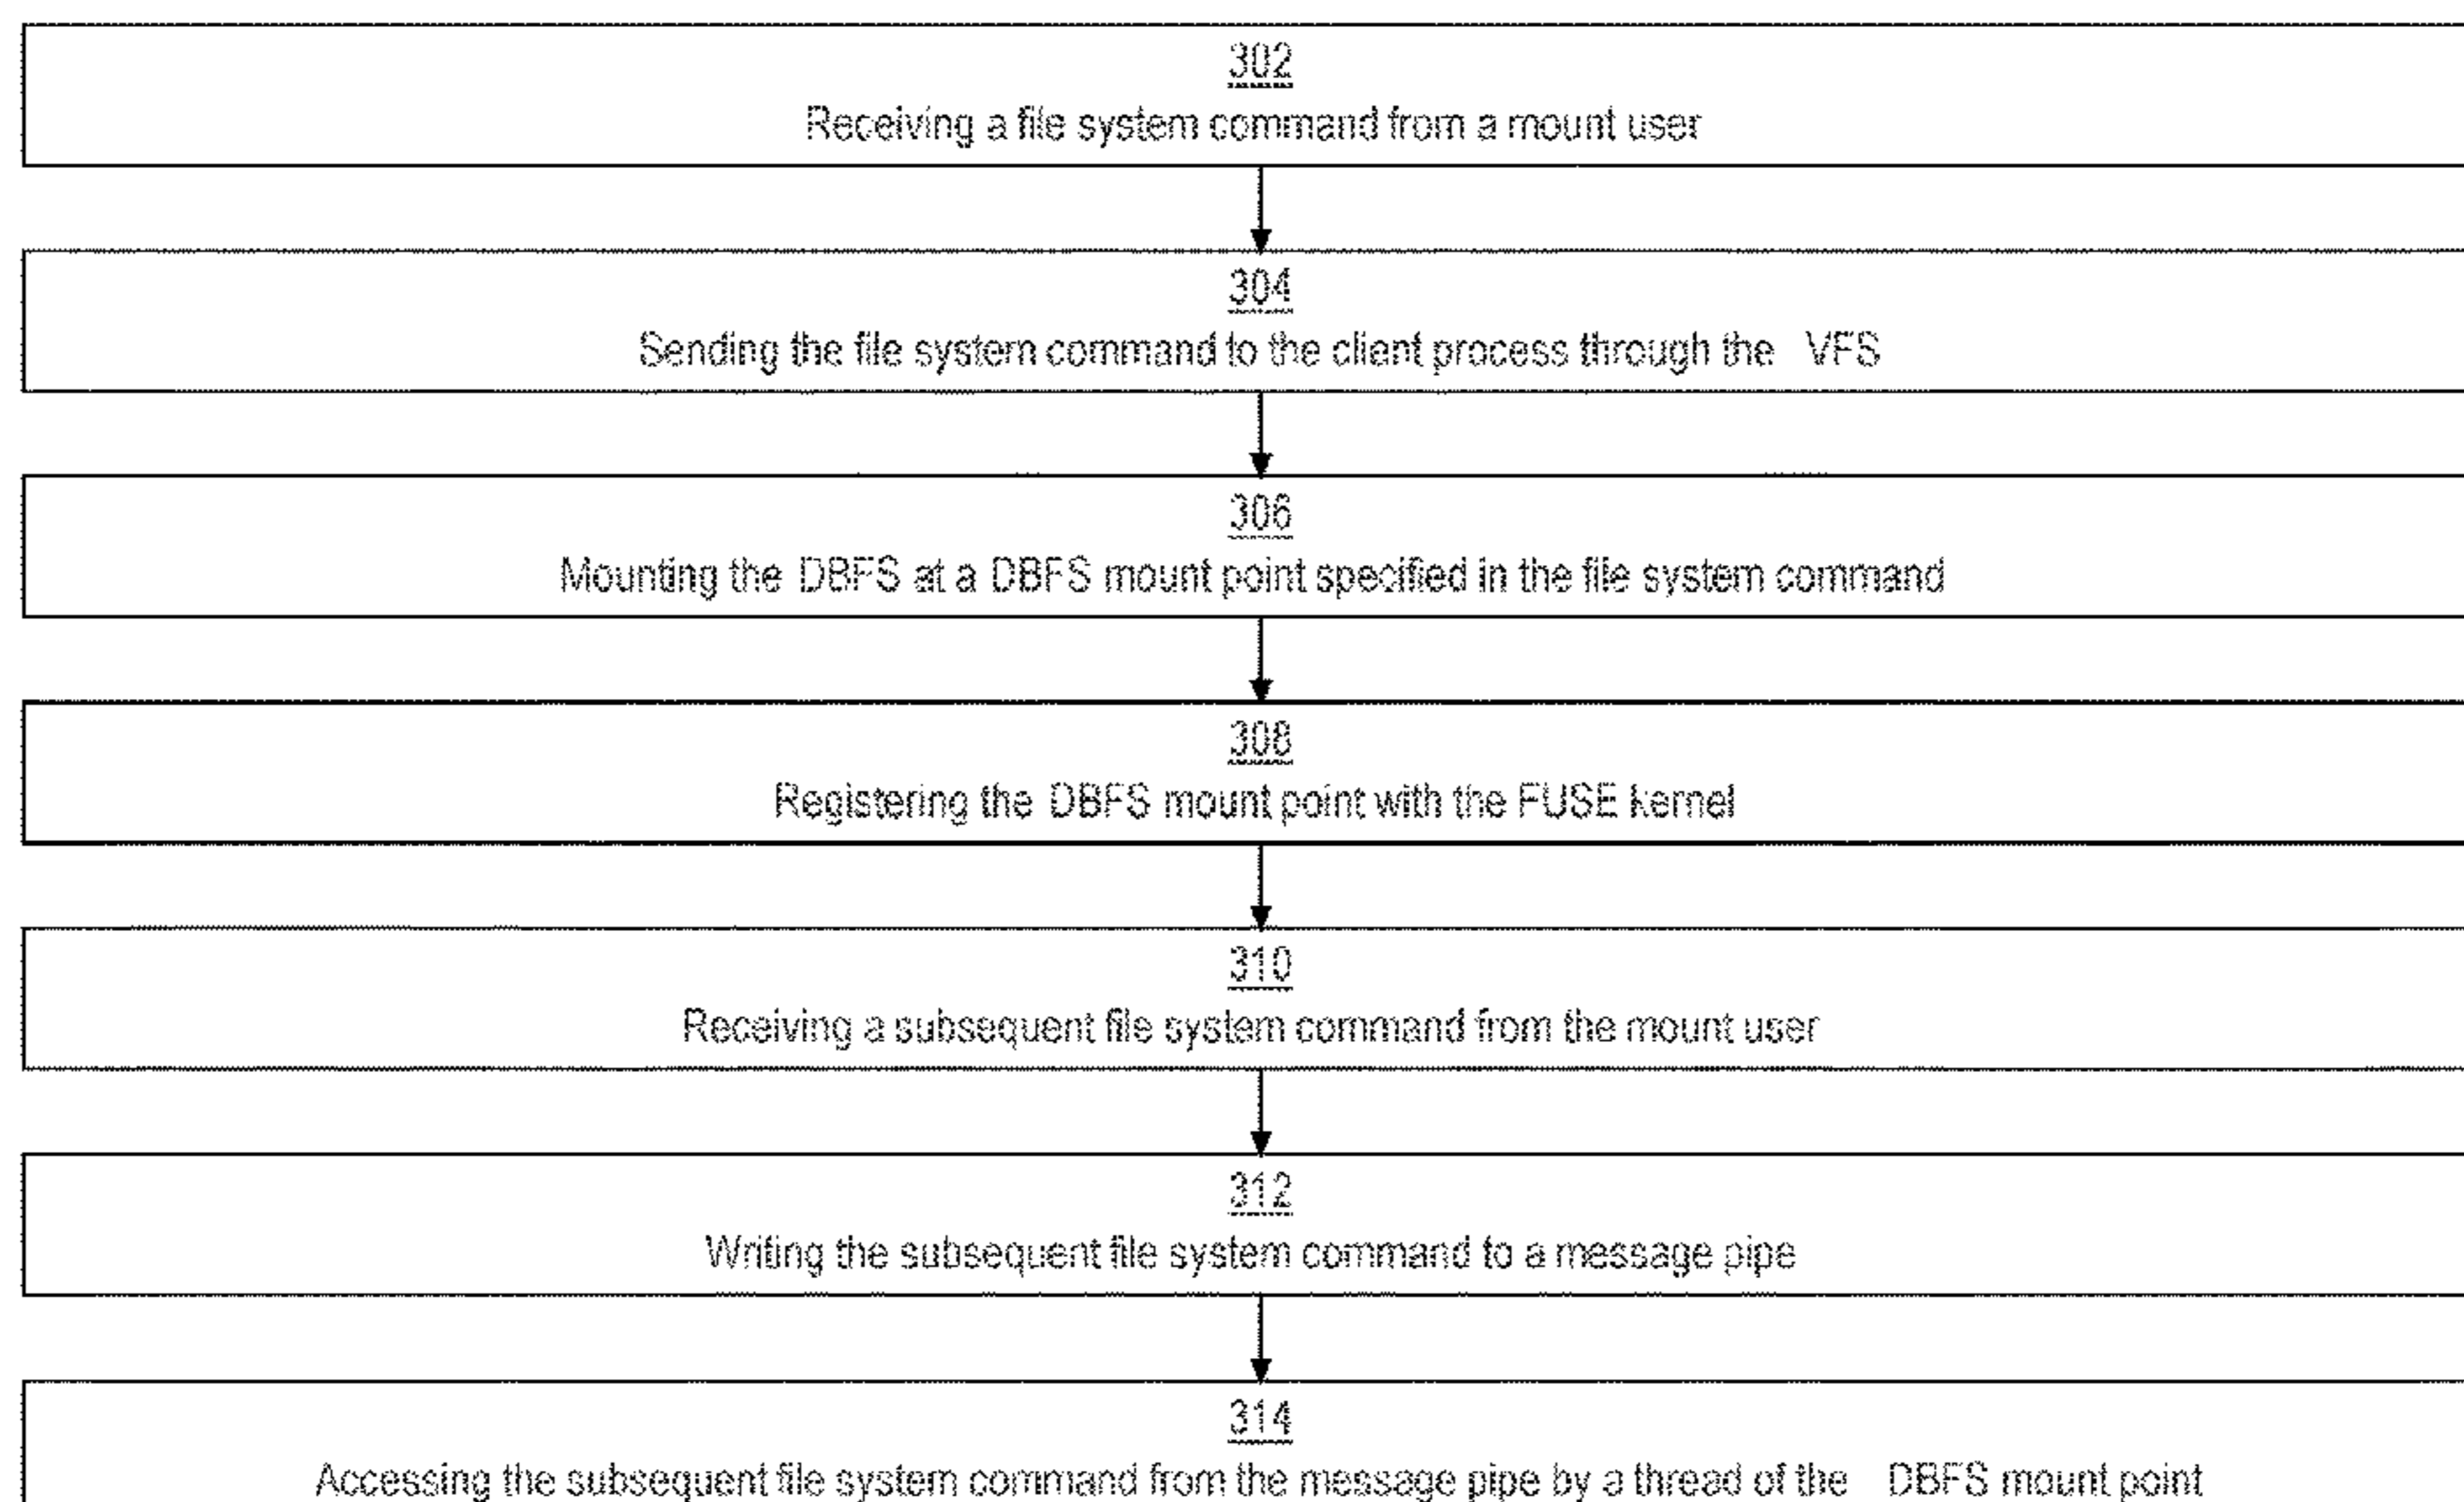 302
Receiving a file system command from a mount user
304
Sending the file system command to the client process through the VFS
306
Mounting the DBFS at a DBFS mount point specified in the file system command
308
Registering the DBFS mount point with the FUSE kernel
310
Receiving a subsequent file system command from the mount user
312
Writing the subsequent file system command to a message pipe
314
Accessing the subsequent file system command from the message pipe by a thread of the DBFS mount point